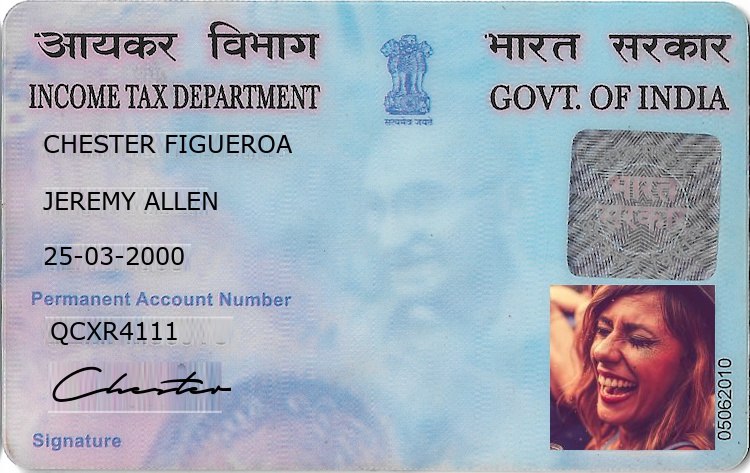 आयकर विभाग
भारत सरकार
INCOME TAX DEPARTMENT
GOVT. OF INDIA
सत्यमेव जयते
CHESTER FIGUEROA
JEREMY ALLEN
भारत
सरकार
25-03-2000
Permanent Account Number
QCXR4111
Chester
05062010
Signature